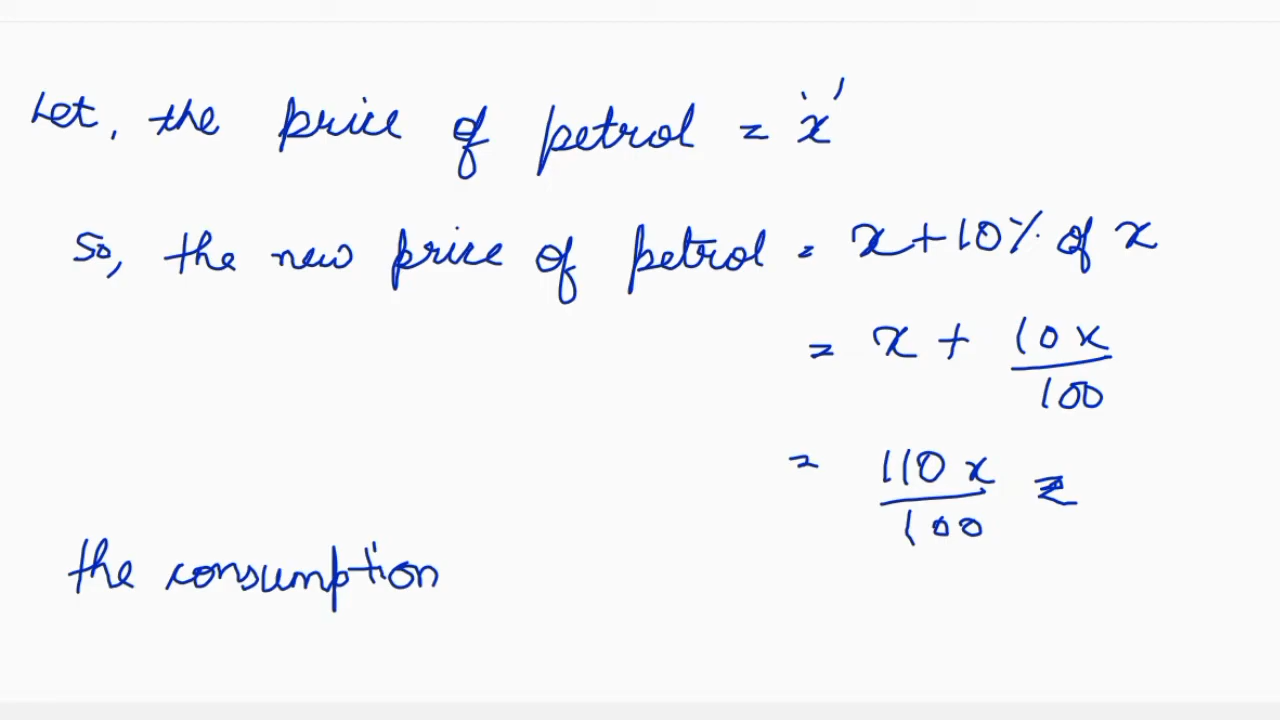 Let, the price of petrol = 'x'
So, the new price of petrol = x + 10% of x
= x + 10x/100
= 110x/100 =
the consumption